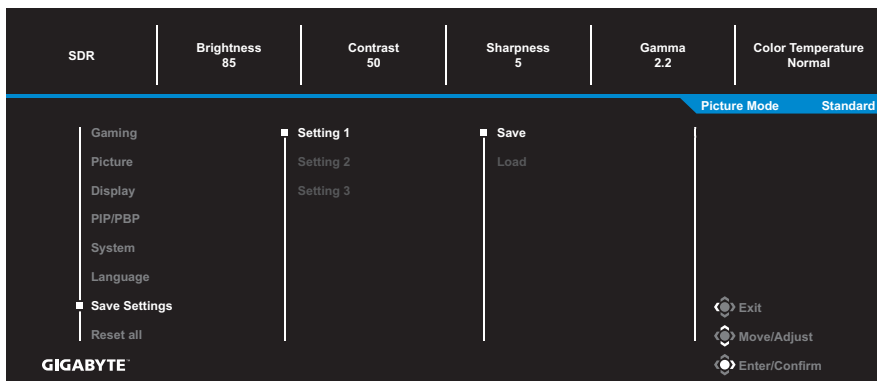 SDR
Brightness
85
Contrast
50
Sharpness
5
Gamma
2.2
Color Temperature
Normal
Picture Mode Standard
Gaming
Picture
Display
PIP/PBP
System
Language
Save Settings
Reset all
Setting 1
Setting 2
Setting 3
Save
Load
Exit
Move/Adjust
Enter/Confirm
GIGABYTE™